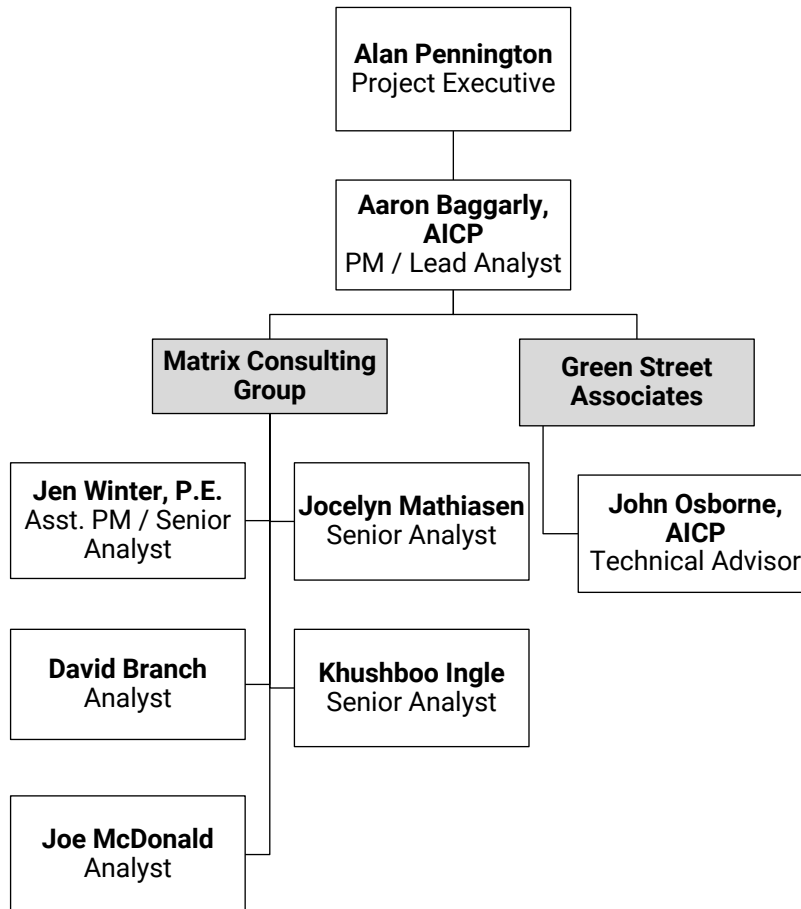 Alan Pennington
Project Executive
Aaron Baggarly,
AICP
PM / Lead Analyst
Matrix Consulting
Group
Green Street
Associates
Jen Winter, P.E.
Asst. PM / Senior
Analyst
Jocelyn Mathiasen
Senior Analyst
John Osborne,
AICP
Technical Advisor
David Branch
Analyst
Khushboo Ingle
Senior Analyst
Joe McDonald
Analyst